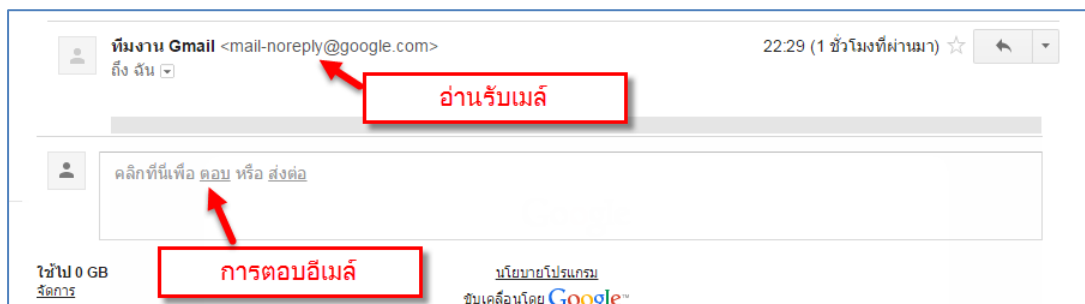 ทีมงาน Gmail <mail-noreply@google.com> 22:29 (1 ชั่วโมงที่ผ่านมา)
ถึง ฉัน
อ่านรับเมล์
คลิกที่นี่เพื่อ ตอบ หรือ ส่งต่อ
การตอบอีเมล์
ใช้ไป 0 GB
จัดการ
นโยบายโปรแกรม
ขับเคลื่อนโดย Google™